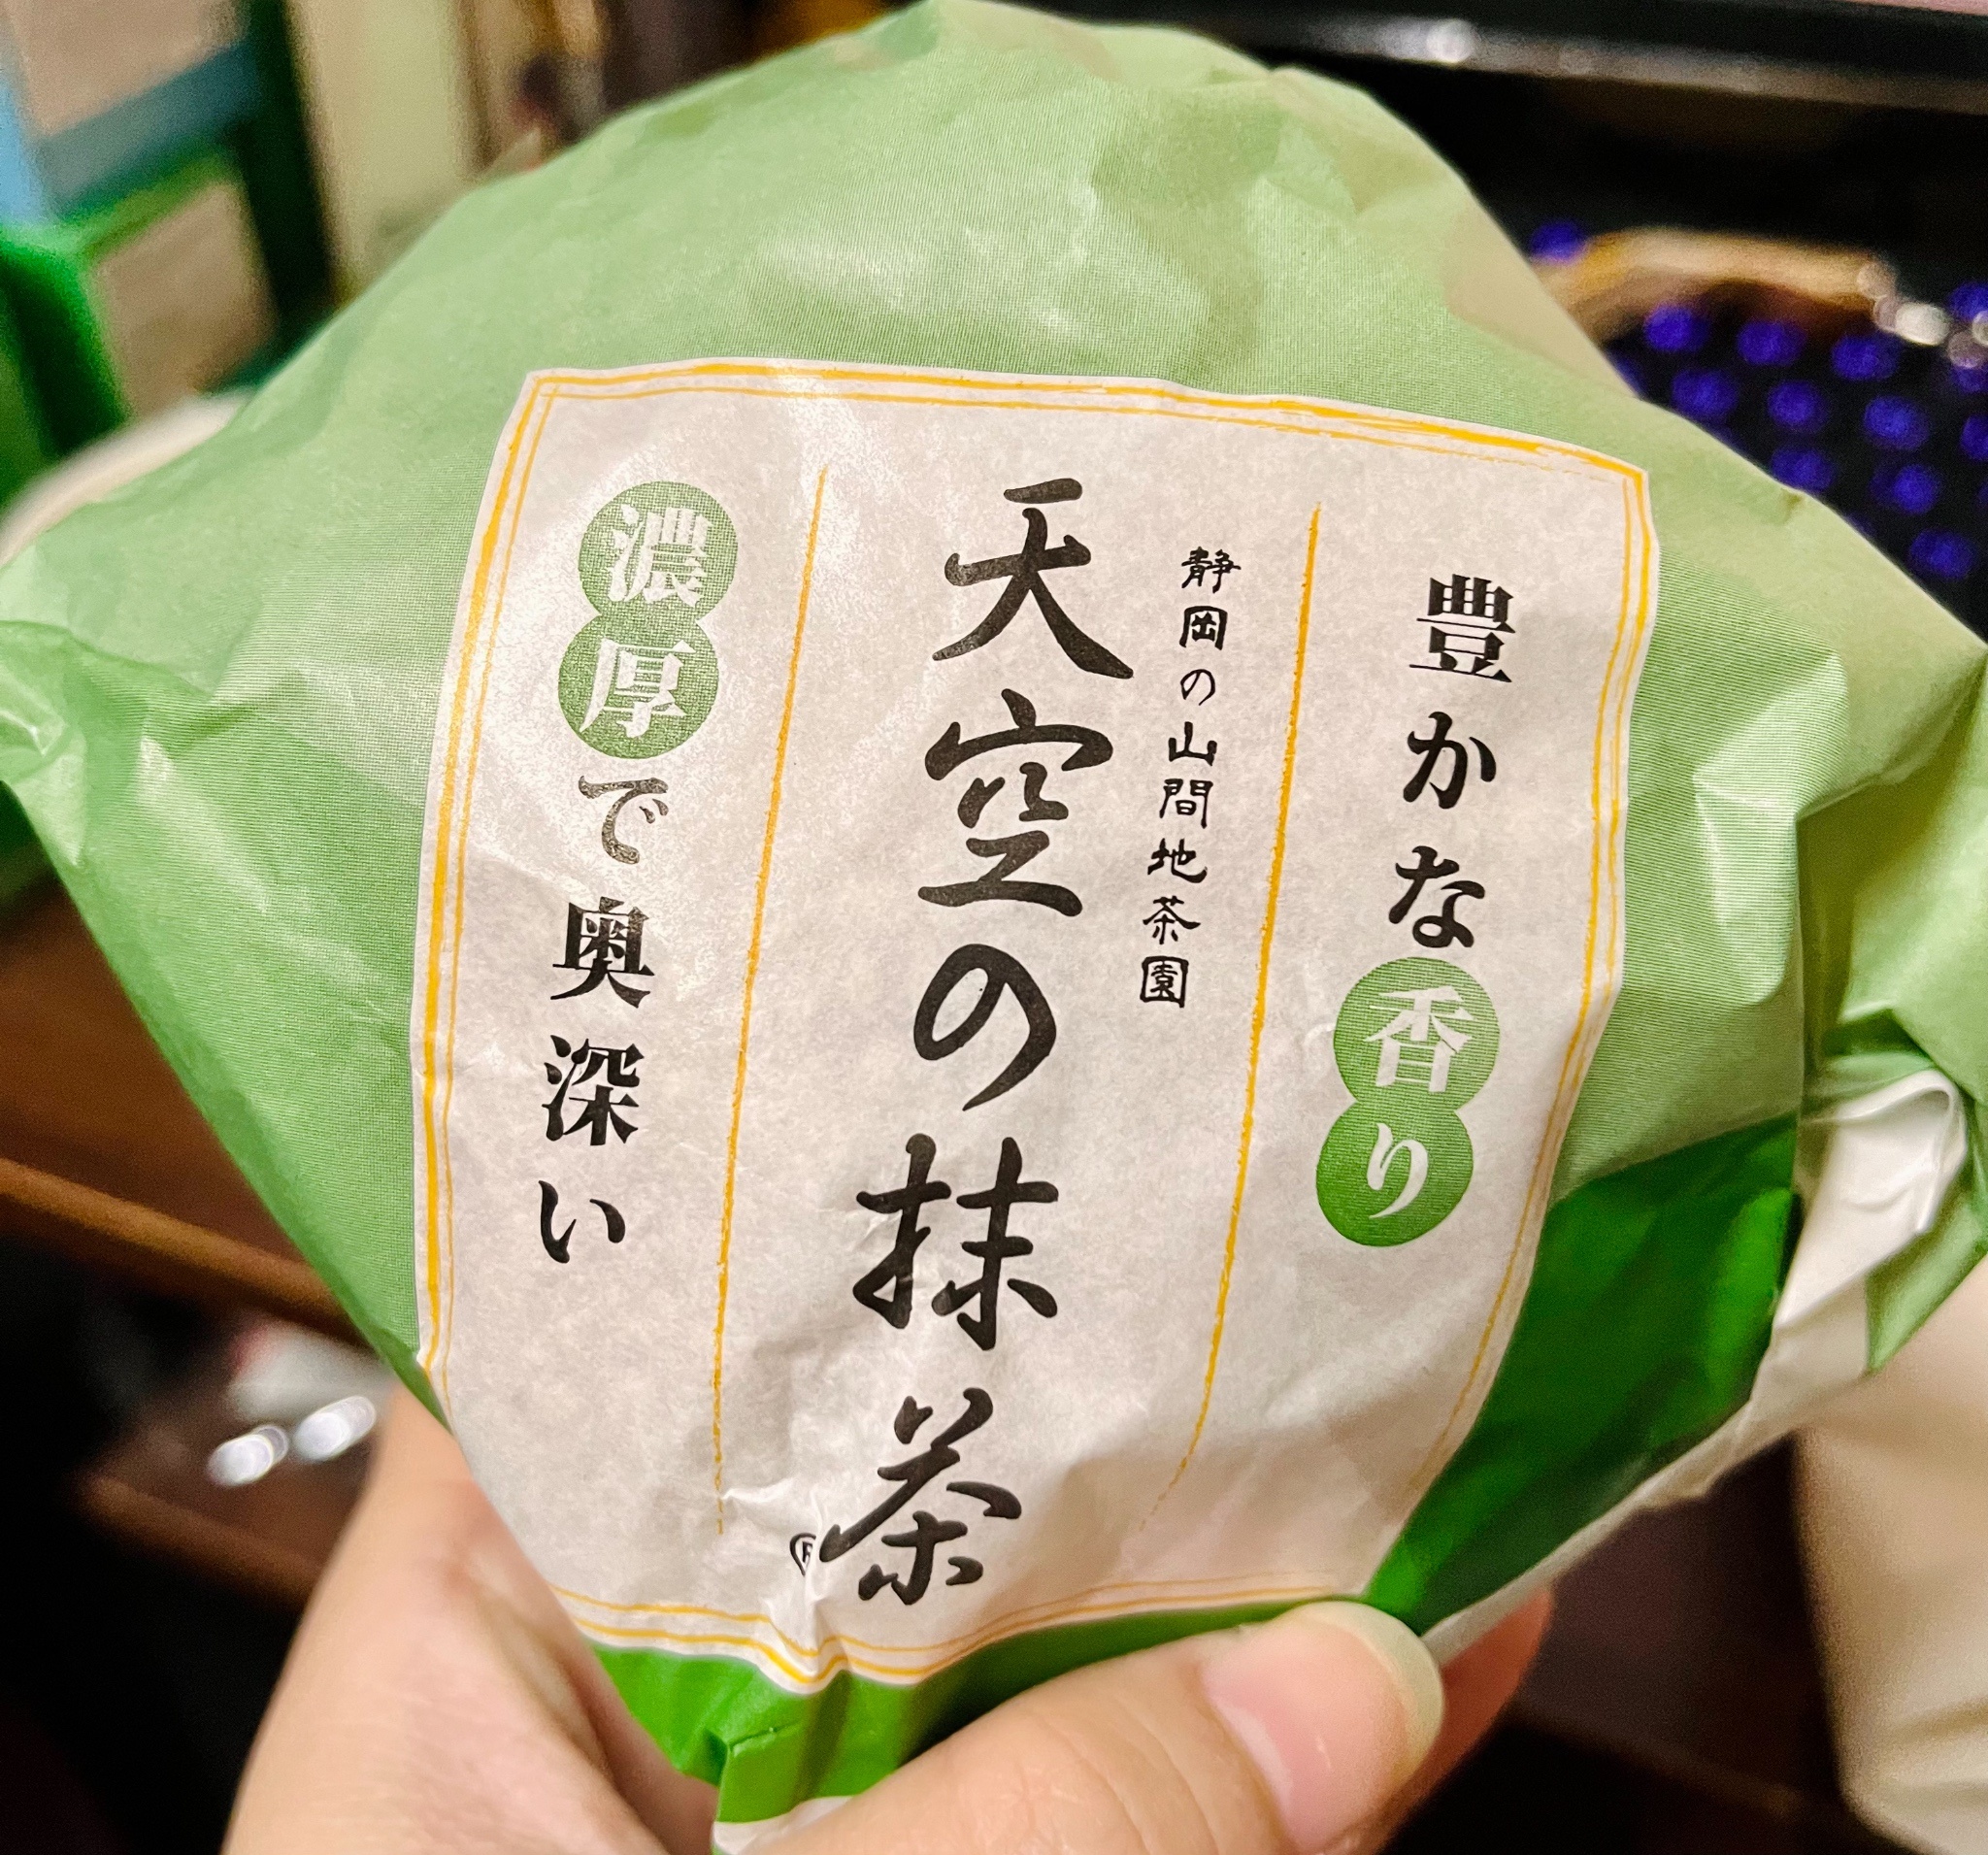 豊かな香り
静岡の山間地茶園
天空の抹茶®
濃厚で奥深い